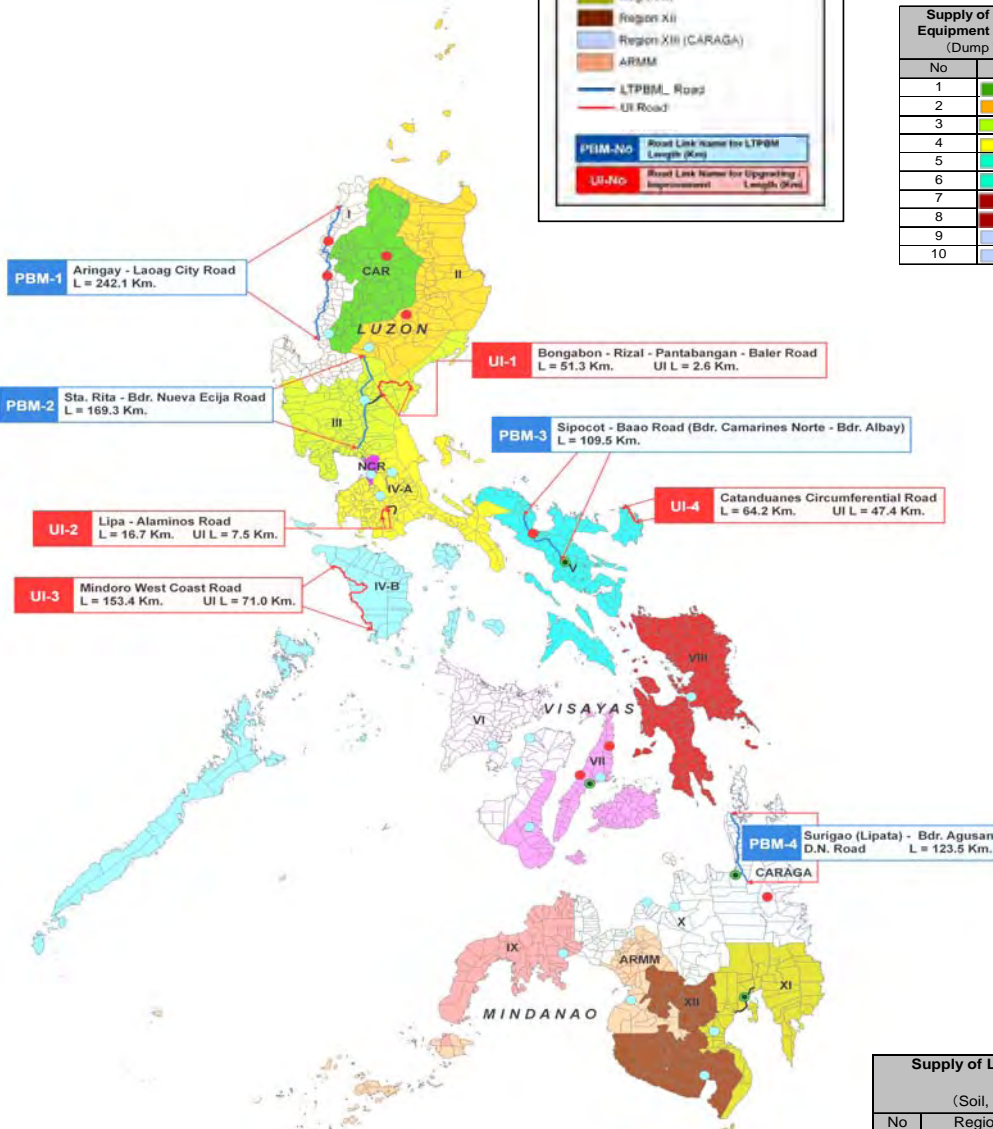 Region XII
Region XIII (CARAGA)
ARMM
LTPBM_ Road
UI Road
PBM-No
Road Link Name for LTPBM
Length (Km)
UI-No
Road Link Name for Upgrading /
Improvement Length (Km)
Supply of
Equipment
(Dump
No
1
2
3
4
5
6
7
8
9
10
I
CAR
II
LUZON
PBM-1
Aringay - Laoag City Road
L = 242.1 Km.
UI-1
Bongabon - Rizal - Pantabangan - Baler Road
L = 51.3 Km. UI L = 2.6 Km.
PBM-2
Sta. Rita - Bdr. Nueva Ecija Road
L = 169.3 Km.
III
PBM-3
Sipocot - Baao Road (Bdr. Camarines Norte - Bdr. Albay)
L = 109.5 Km.
NCR
IV-A
UI-4
Catanduanes Circumferential Road
L = 64.2 Km. UI L = 47.4 Km.
UI-2
Lipa - Alaminos Road
L = 16.7 Km. UI L = 7.5 Km.
V
UI-3
Mindoro West Coast Road
L = 153.4 Km. UI L = 71.0 Km.
IV-B
VIII
VISAYAS
VI
VII
PBM-4
Surigao (Lipata) - Bdr. Agusan
D.N. Road L = 123.5 Km.
CARAGA
X
IX
ARMM
XI
XII
MINDANAO
Supply of L
(Soil,
No
Regio